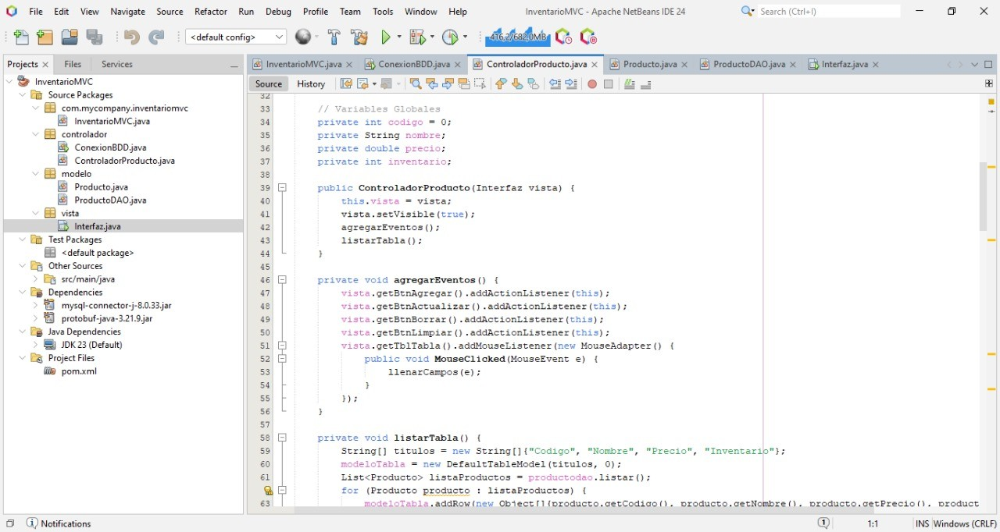 File Edit View Navigate Source Refactor Run Debug Profile Team Tools Window Help InventarioMVC - Apache NetBeans IDE 24 Search (Ctrl+I)
<default config> 416,2/682,0MB
Projects Files Services
InventarioMVC
Source Packages
com.mycompany.inventariomvc
InventarioMVC.java
controlador
ConexionBDD.java
ControladorProducto.java
modelo
Producto.java
ProductoDAO.java
vista
Interfaz.java
Test Packages
<default package>
Other Sources
src/main/java
Dependencies
mysql-connector-j-8.0.33.jar
protobuf-java-3.21.9.jar
Java Dependencies
JDK 23 (Default)
Project Files
pom.xml
InventarioMVC.java ConexionBDD.java ControladorProducto.java Producto.java ProductoDAO.java Interfaz.java
Source History
32
33 // Variables Globales
34 private int codigo = 0;
35 private String nombre;
36 private double precio;
37 private int inventario;
38
39 public ControladorProducto(Interfaz vista) {
40 this.vista = vista;
41 vista.setVisible(true);
42 agregarEventos();
43 listarTabla();
44 }
45
46 private void agregarEventos() {
47 vista.getBtnAgregar().addActionListener(this);
48 vista.getBtnActualizar().addActionListener(this);
49 vista.getBtnBorrar().addActionListener(this);
50 vista.getBtnLimpiar().addActionListener(this);
51 vista.getTblTabla().addMouseListener(new MouseAdapter() {
52 public void MouseClicked(MouseEvent e) {
53 llenarCampos(e);
54 }
55 });
56 }
57
58 private void listarTabla() {
59 String[] titulos = new String[]{"Codigo", "Nombre", "Precio", "Inventario"};
60 modeloTabla = new DefaultTableModel(titulos, 0);
61 List<Producto> listaProductos = productodao.listar();
for (Producto producto : listaProductos) {
63 modeloTabla.addRow(new Object[]{producto.getCodigo(), producto.getNombre(), producto.getPrecio(), product
Notifications 1 1:1 INS Windows (CRLF)